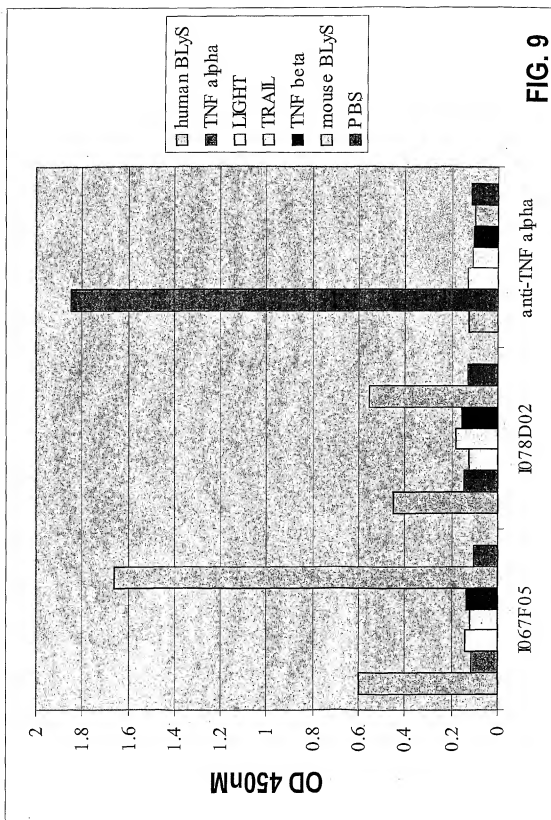 human BLyS
TNF alpha
LIGHT
TRAIL
TNF beta
mouse BLyS
PBS
2
1.8
1.6
1.4
1.2
1
0.8
0.6
0.4
0.2
0
OD 450nM
I067F05
I078D02
anti-TNF alpha
FIG. 9